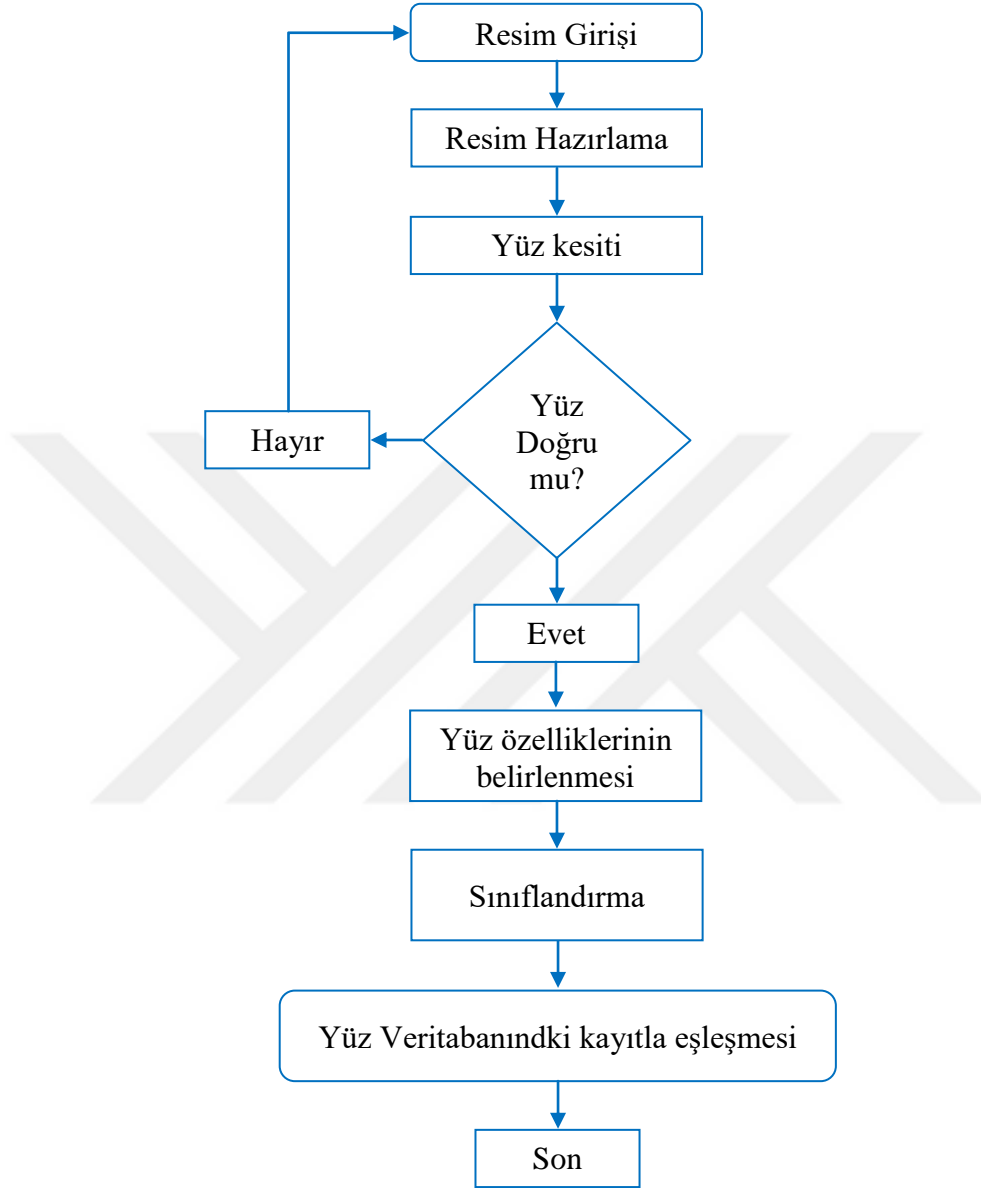 Resim Girişi
Resim Hazırlama
Yüz kesiti
Yüz
Doğru
mu?
Hayır
Evet
Yüz özelliklerinin
belirlenmesi
Sınıflandırma
Yüz Veritabanındki kayıtla eşleşmesi
Son